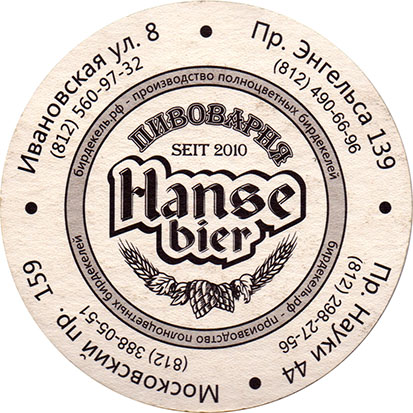 Ивановская ул. 8
(812) 560-97-32
Пр. Энгельса 139
(812) 490-66-96
Пр. Науки 44
(812) 298-27-56
Московский пр. 159
(812) 388-05-51
бирдекель.рф - производство полноцветных бирдекелей
бирдекель.рф - производство полноцветных бирделей
ПИВОВАРНЯ
SEIT 2010
Hanse
bier